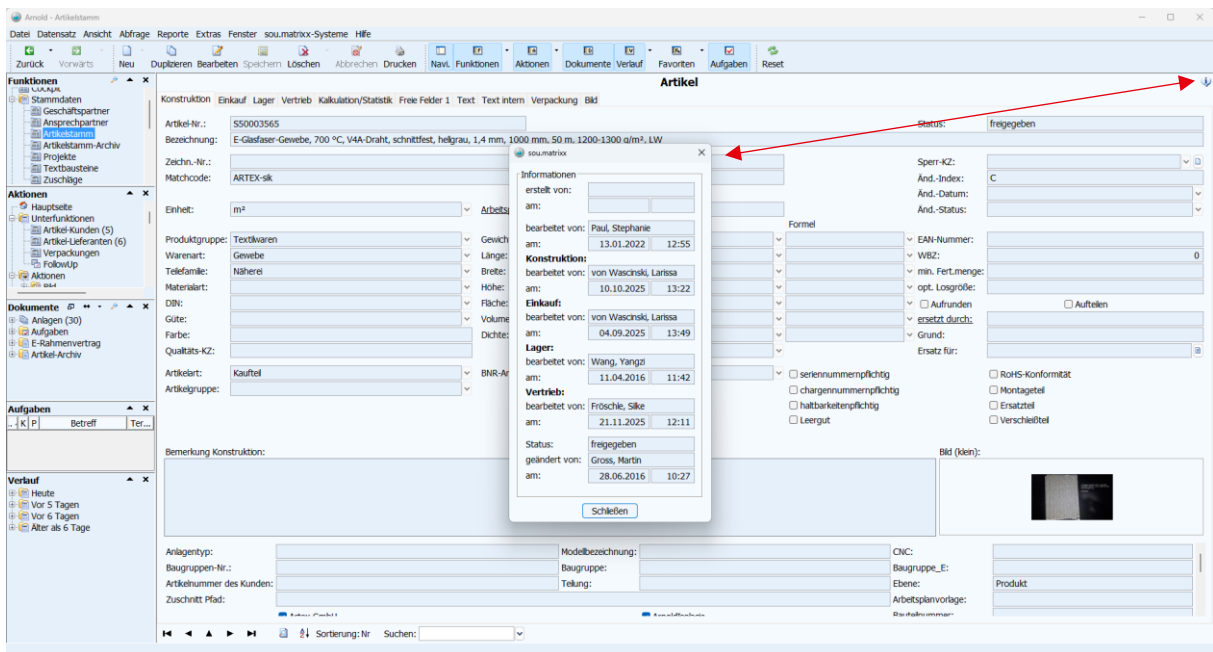 Arnold - Artikelstamm
Datei Datensatz Ansicht Abfrage Reporte Extras Fenster sou.matrixx-Systeme Hilfe
Zurück Vorwärts Neu Duplizieren Bearbeiten Speichern Löschen Abbrechen Drucken Navi. Funktionen Aktionen Dokumente Verlauf Favoriten Aufgaben Reset
Funktionen
Cockpit
Stammdaten
Geschäftspartner
Ansprechpartner
Artikelstamm
Artikelstamm-Archiv
Projekte
Textbausteine
Zuschläge
Aktionen
Hauptseite
Unterfunktionen
Artikel-Kunden (5)
Artikel-Lieferanten (6)
Verpackungen
FollowUp
Aktionen
Bild
Dokumente
Anlagen (30)
Aufgaben
E-Rahmenvertrag
Artikel-Archiv
Aufgaben
... K P Betreff Ter...
Verlauf
Heute
Vor 5 Tagen
Vor 6 Tagen
Älter als 6 Tage
Artikel
Konstruktion Einkauf Lager Vertrieb Kalkulation/Statistik Freie Felder 1 Text Text intern Verpackung Bild
Artikel-Nr.: S50003565 Status: freigegeben
Bezeichnung: E-Glasfaser-Gewebe, 700 °C, V4A-Draht, schnittfest, helgrau, 1,4 mm, 1000 mm, 50 m, 1200-1300 g/m², LW
Zeichn.-Nr.: Sperr-KZ:
Matchcode: ARTEX-sik Änd.-Index: C
Änd.-Datum:
Einheit: m² Änd.-Status:
Formel
Produktgruppe: Textilwaren EAN-Nummer:
Warenart: Gewebe Länge: WBZ: 0
Telefamilie: Näherei Breite: min. Fert.menge:
Materialart: Höhe: opt. Losgröße:
DIN: Fläche: Aufrunden Aufteilen
Güte: ersetzt durch:
Farbe: Dichte: Grund:
Qualitäts-KZ: Ersatz für:
Artikelart: Kaufteil seriennummernpflichtig RoHS-Konformität
Artikelgruppe: chargennummernpflichtig Montageteil
haltbarkeitenpflichtig Ersatzteil
Leergut Verschleißteil
Bemerkung Konstruktion: Bild (klein):
Anlagentyp: Modellbezeichnung: CNC:
Baugruppen-Nr.: Baugruppe: Baugruppe_E:
Artikelnummer des Kunden: Teilung: Ebene: Produkt
Zuschnitt Pfad: Arbeitsplanvorlage:
Artex GmbH Bauteilnummer:
Sortierung: Nr Suchen:
sou.matrixx
Informationen
erstellt von:
am:
bearbeitet von: Paul, Stephanie
am: 13.01.2022 12:55
Konstruktion:
bearbeitet von: von Wascinski, Larissa
am: 10.10.2025 13:22
Einkauf:
bearbeitet von: von Wascinski, Larissa
am: 04.09.2025 13:49
Lager:
bearbeitet von: Wang, Yangzi
am: 11.04.2016 11:42
Vertrieb:
bearbeitet von: Fröschle, Silke
am: 21.11.2025 12:11
Status: freigegeben
geändert von: Gross, Martin
am: 28.06.2016 10:27
Schließen